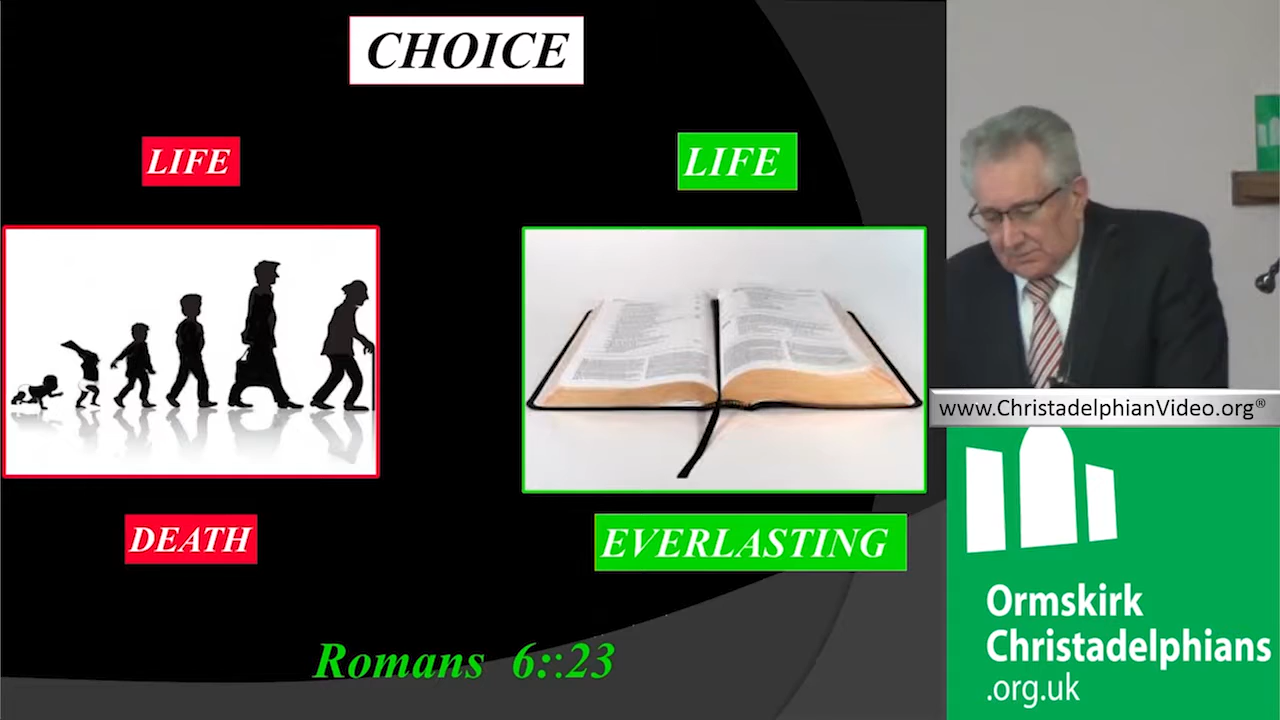 CHOICE
LIFE
LIFE
DEATH
EVERLASTING
Romans 6::23
www.ChristadelphianVideo.org®
Ormskirk
Christadelphians
.org.uk